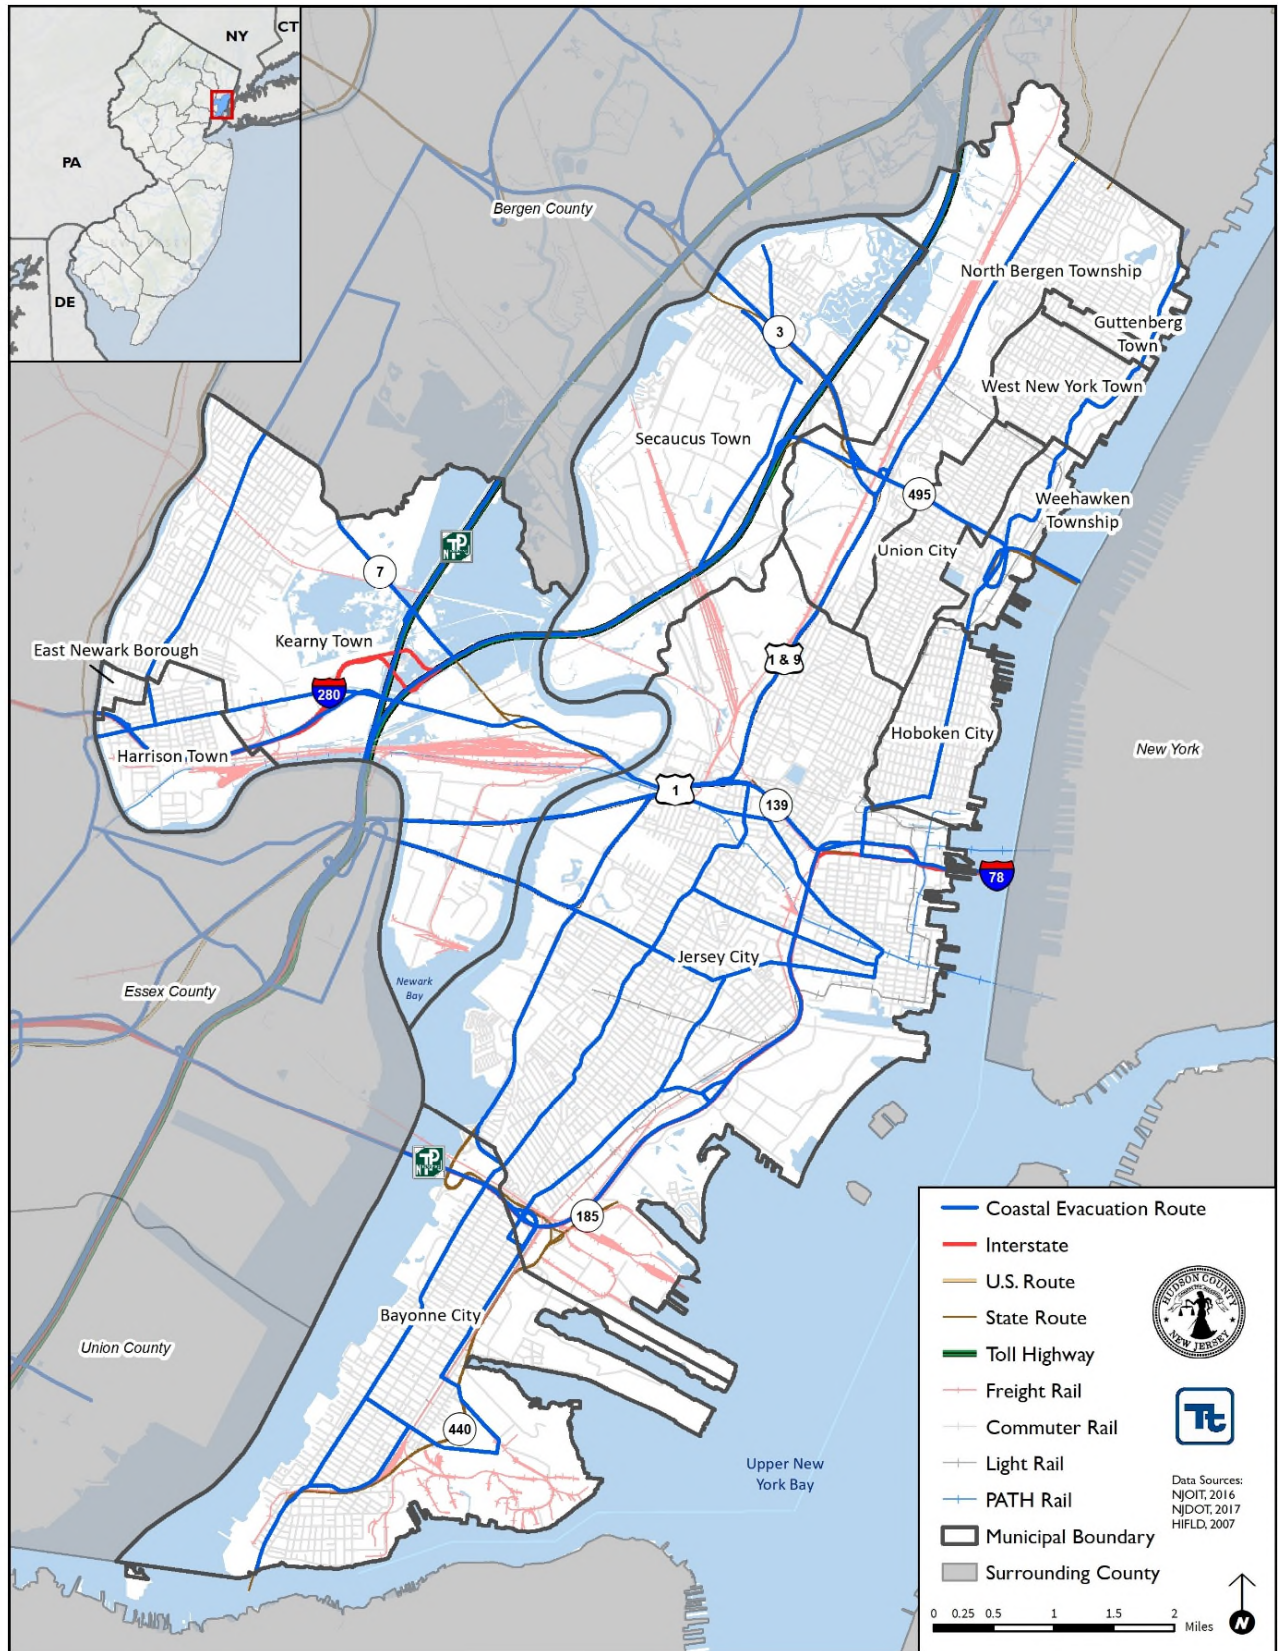 NY
CT
PA
DE
Bergen County
North Bergen Township
Guttenberg
Town
3
West New York Town
Secaucus Town
495
Weehawken
Township
Union City
7
Kearny Town
East Newark Borough
1 & 9
280
Hoboken City
Harrison Town
New York
1
139
78
Jersey City
Newark
Bay
Essex County
185
Bayonne City
Union County
440
Upper New
York Bay
Coastal Evacuation Route
Interstate
U.S. Route
State Route
Toll Highway
Freight Rail
Commuter Rail
Light Rail
PATH Rail
Municipal Boundary
Surrounding County
HUDSON COUNTY
NEW JERSEY
Tt
Data Sources:
NJOIT, 2016
NJDOT, 2017
HIFLD, 2007
0 0.25 0.5 1 1.5 2 Miles
N